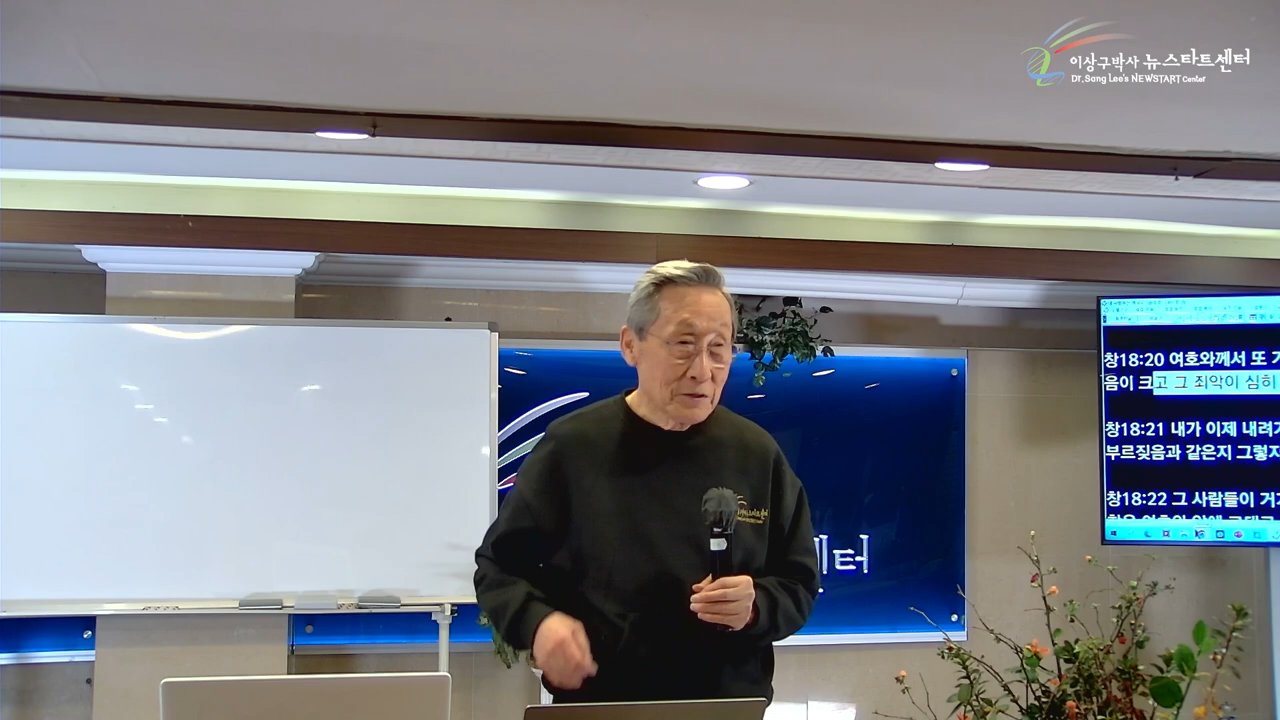 이상구박사 뉴스타트센터
Dr. Sang Lee's NEWSTART Center
창18:20 여호와께서 또
음이 크고 그 죄악이 심히
창18:21 내가 이제 내려
부르짖음과 같은지 그렇지
창18:22 그 사람들이 거기
센터